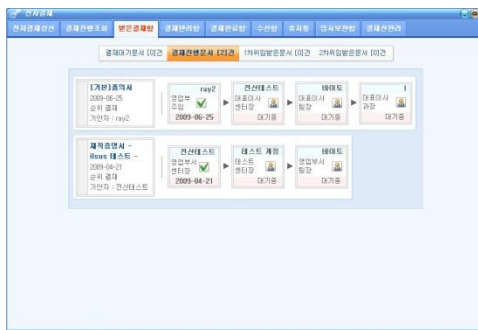 전자결재
전자결재상신 결재진행조회 받은결재함 결재반려함 결재완료함 수신함 휴지통 임시보관함 결재선관리
결재대기문서 [0]건 결재진행문서 [2]건 1차위임받은문서 [0]건 2차위임받은문서 [0]건
[기본]품의서
2009-06-25
순위 결재
기안자 : ray2
ray2
영업부
주임
2009-06-25
전산테스트
대표이사
센터장
대기중
바이토
대표이사
팀장
대기중
1
대표이사
과장
대기중
재직증명서 -
2009-04-21
순위 결재
기안자 : 전산테스트
전산테스트
영업부서
센터장
2009-04-21
테스트 계정
테스트
센터장
대기중
바이토
영업부서
팀장
대기중